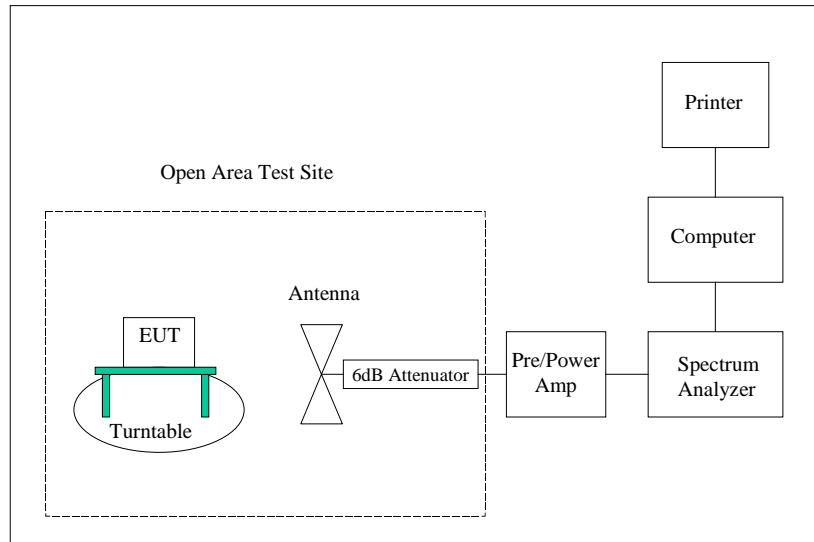 Printer
Open Area Test Site
Computer
Antenna
EUT
6dB Attenuator
Pre/Power
Amp
Spectrum
Analyzer
Turntable